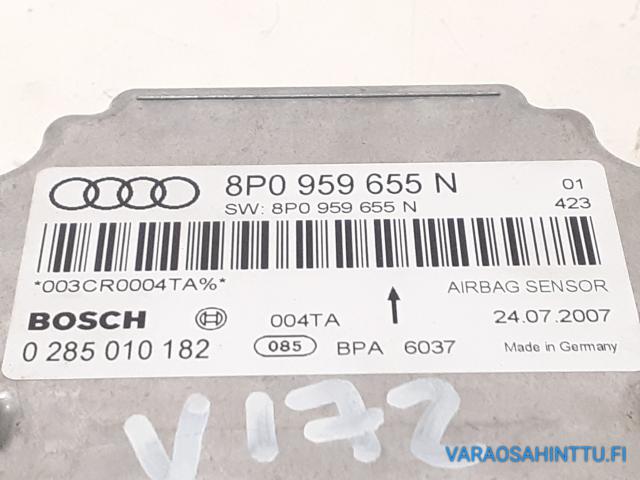 8P0 959 655 N 01
SW: 8P0 959 655 N 423
*003CR0004TA%* AIRBAG SENSOR
BOSCH 004TA 24.07.2007
0 285 010 182 085 BPA 6037 Made in Germany
V172
VARAOSAHINTTU.FI